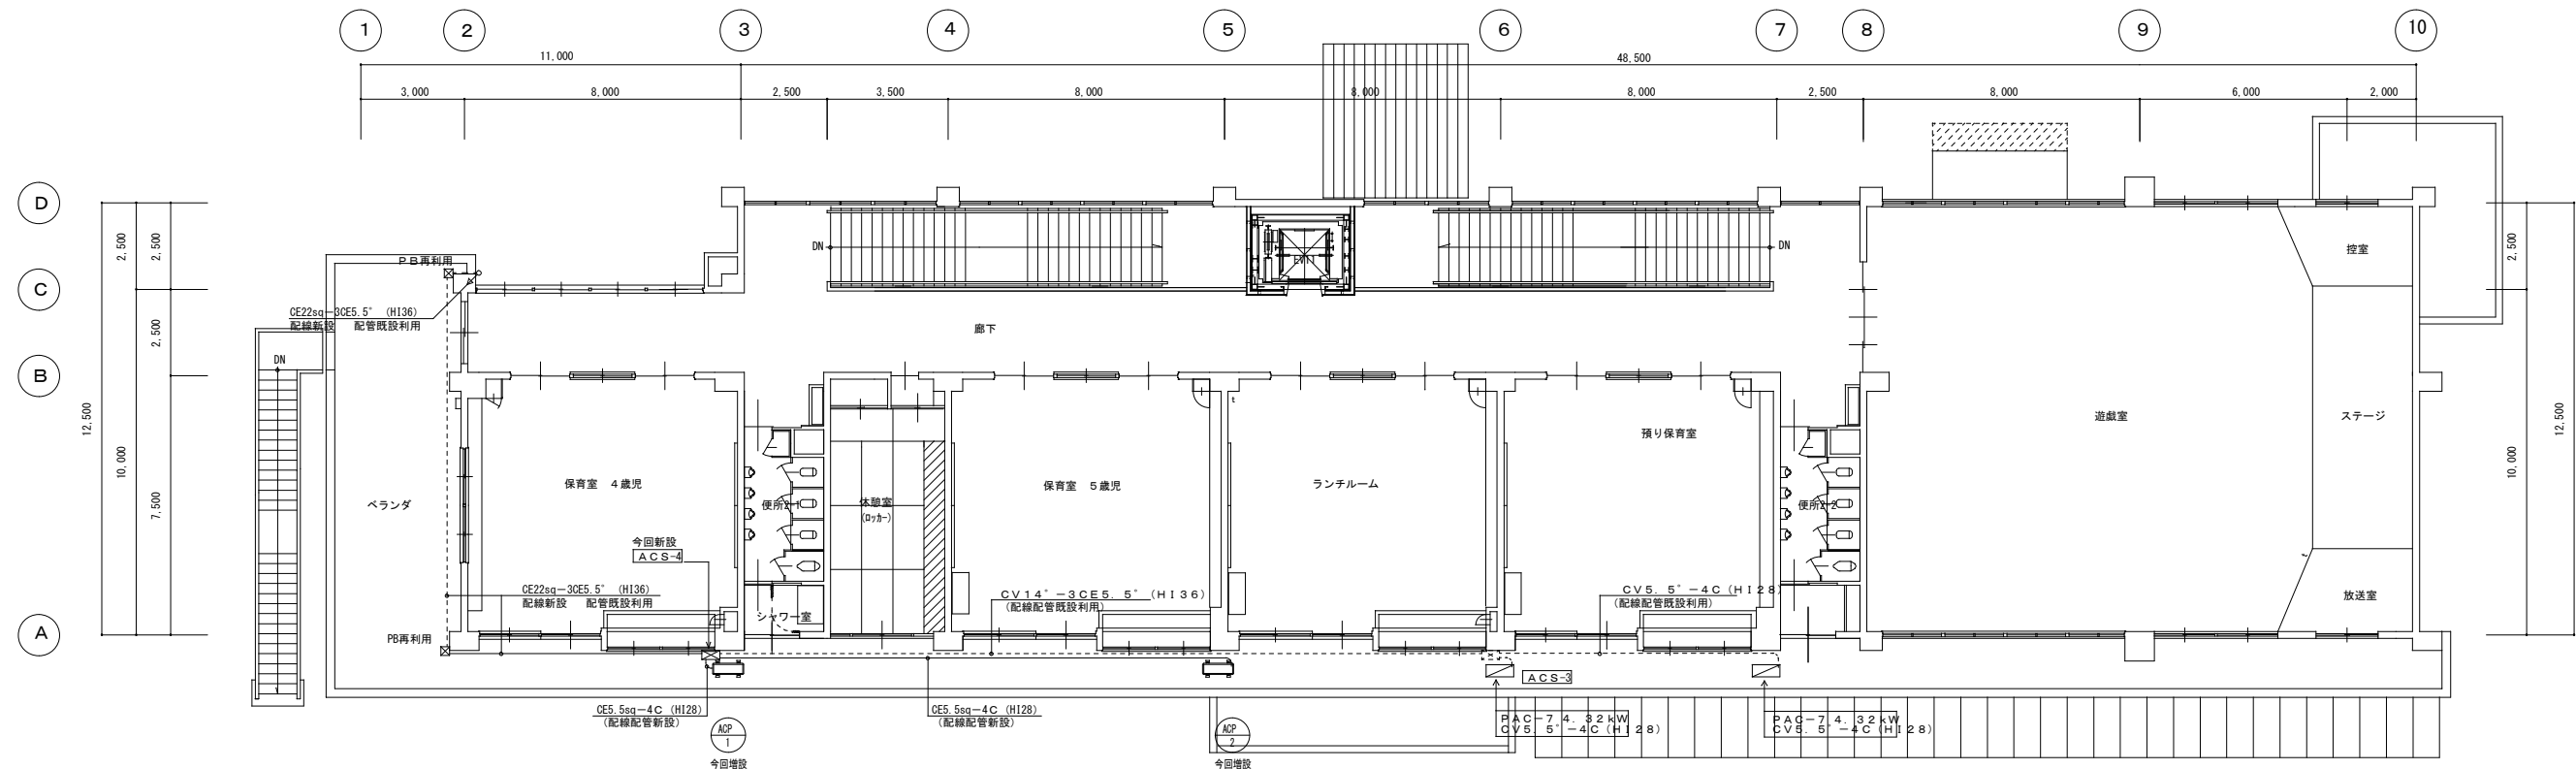 1 2 3 4 5 6 7 8 9 10
11,000 48,500
3,000 8,000 2,500 3,500 8,000 8,000 8,000 2,500 8,000 6,000 2,000
D
C
B
A
12,500
2,500
10,000
2,500
2,500
7,500
2,500
10,000
12,500
PB再利用
CE22sq−3CE5.5゜ (HI36)
配線新設 配管既設利用
DN
DN
DN
EV1
廊下
控室
ステージ
放送室
遊戯室
預り保育室
ランチルーム
保育室 5歳児
休憩室
(ロッカー)
便所2-1
便所2-2
保育室 4歳児
ベランダ
シャワー室
今回新設
ACS-4
CE22sq−3CE5.5゜ (HI36)
配線新設 配管既設利用
PB再利用
CV14゜−3CE5.5゜(HI36)
(配線配管既設利用)
CV5.5゜−4C(HI28)
(配線配管既設利用)
ACS-3
CE5.5sq−4C (HI28)
(配線配管新設)
CE5.5sq−4C (HI28)
(配線配管新設)
PAC−7 4.32kW
CV5.5゜−4C(HI28)
PAC−7 4.32kW
CV5.5゜−4C(HI28)
ACP
1
今回増設
ACP
2
今回増設